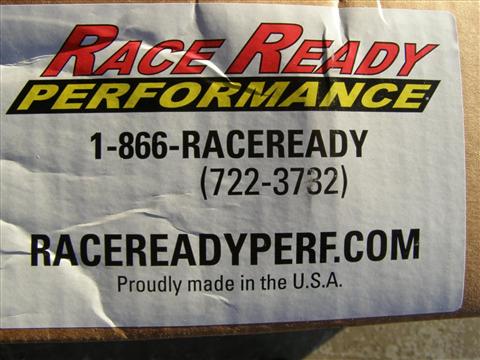 RACE READY
PERFORMANCE
1-866-RACEREADY
(722-3732)
RACEREADYPERF.COM
Proudly made in the U.S.A.